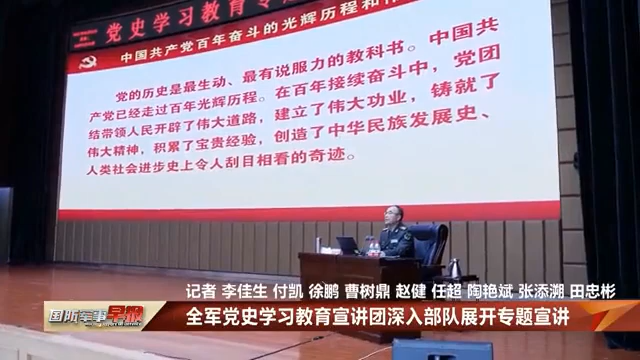 党史学习教育专
中国共产党百年奋斗的光辉历程和
党的历史是最生动、最有说服力的教科书。中国共
产党已经走过百年光辉历程。在百年接续奋斗中，党团
结带领人民开辟了伟大道路，建立了伟大功业，铸就了
伟大精神，积累了宝贵经验，创造了中华民族发展史、
人类社会进步史上令人刮目相看的奇迹。
记者 李佳生 付凯 徐鹏 曹树鼎 赵健 任超 陶艳斌 张添溯 田忠彬
国防军事早报
全军党史学习教育宣讲团深入部队展开专题宣讲